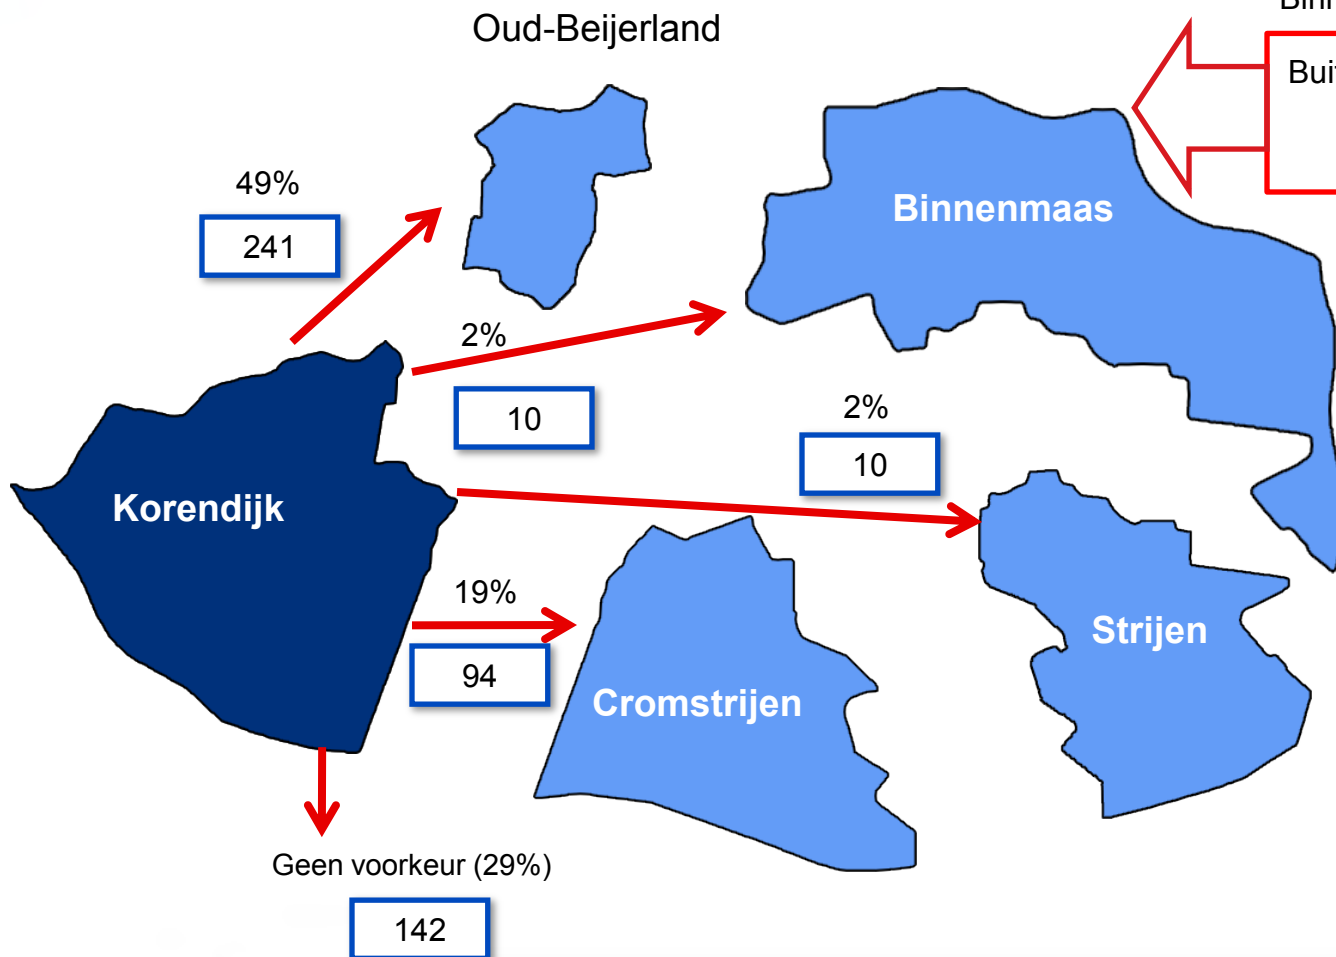 Oud-Beijerland
49%
241
Binnenmaas
2%
10
2%
10
Korendijk
19%
94
Cromstrijen
Strijen
Geen voorkeur (29%)
142